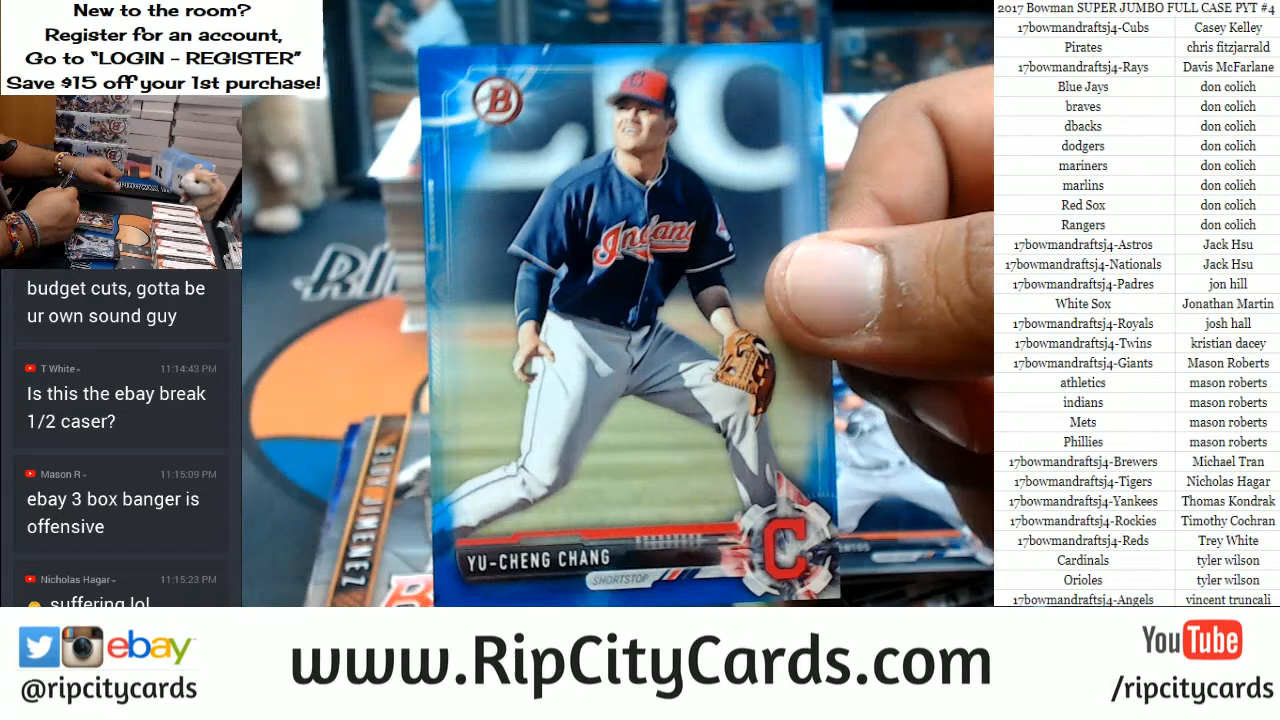 New to the room?
Register for an account,
Go to “LOGIN - REGISTER”
Save $15 off your 1st purchase!
budget cuts, gotta be
ur own sound guy
T White
11:14:43 PM
Is this the ebay break
1/2 caser?
Mason R
11:15:09 PM
ebay 3 box banger is
offensive
Nicholas Hagar
11:15:23 PM
suffering lol
B
Indians
C
YU-CHENG CHANG
SHORTSTOP
ELOY JIMENEZ
2017 Bowman SUPER JUMBO FULL CASE PYT #4
17bowmandraftsj4-Cubs Casey Kelley
Pirates chris fitzjarrald
17bowmandraftsj4-Rays Davis McFarlane
Blue Jays don colich
braves don colich
dbacks don colich
dodgers don colich
mariners don colich
marlins don colich
Red Sox don colich
Rangers don colich
17bowmandraftsj4-Astros Jack Hsu
17bowmandraftsj4-Nationals Jack Hsu
17bowmandraftsj4-Padres jon hill
White Sox Jonathan Martin
17bowmandraftsj4-Royals josh hall
17bowmandraftsj4-Twins kristian dacey
17bowmandraftsj4-Giants Mason Roberts
athletics mason roberts
indians mason roberts
Mets mason roberts
Phillies mason roberts
17bowmandraftsj4-Brewers Michael Tran
17bowmandraftsj4-Tigers Nicholas Hagar
17bowmandraftsj4-Yankees Thomas Kondrak
17bowmandraftsj4-Rockies Timothy Cochran
17bowmandraftsj4-Reds Trey White
Cardinals tyler wilson
Orioles tyler wilson
17bowmandraftsj4-Angels vincent truncali
ebay
@ripcitycards
www.RipCityCards.com
YouTube
/ripcitycards